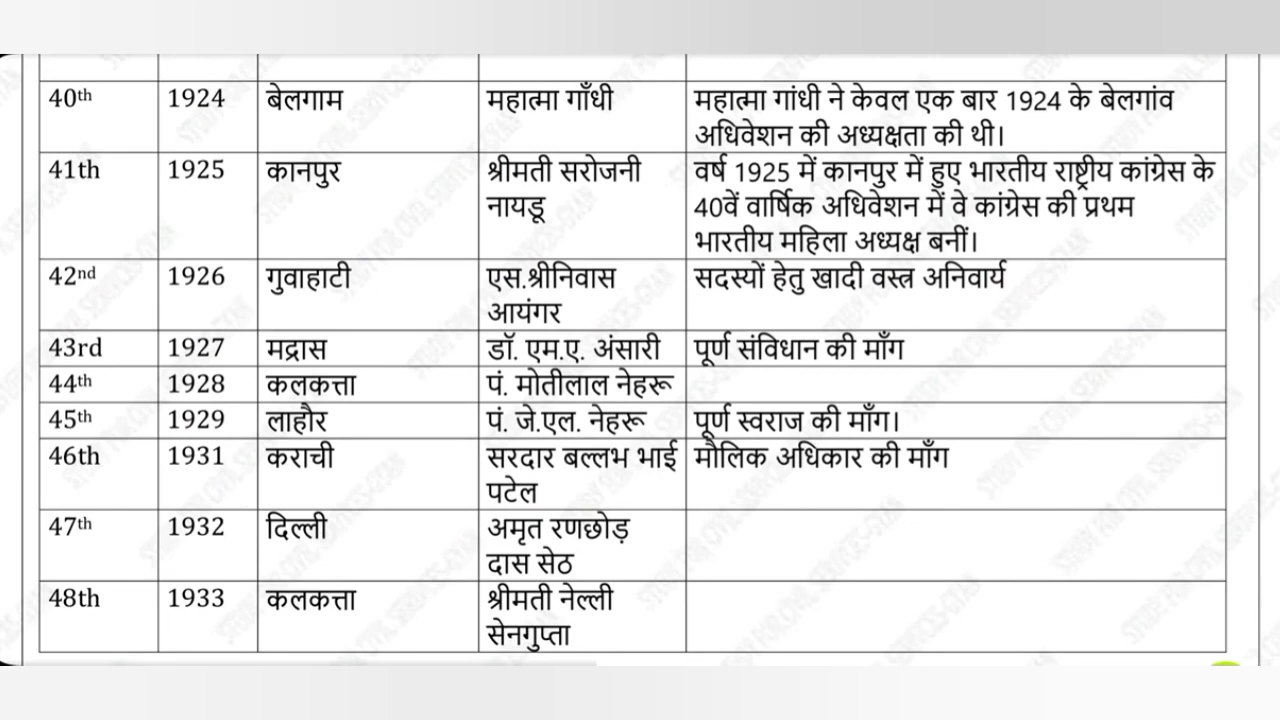 40th 1924 बेलगाम महात्मा गाँधी महात्मा गांधी ने केवल एक बार 1924 के बेलगांव
अधिवेशन की अध्यक्षता की थी।
41th 1925 कानपुर श्रीमती सरोजनी वर्ष 1925 में कानपुर में हुए भारतीय राष्ट्रीय कांग्रेस के
नायडू 40वें वार्षिक अधिवेशन में वे कांग्रेस की प्रथम
भारतीय महिला अध्यक्ष बनीं।
42nd 1926 गुवाहाटी एस.श्रीनिवास सदस्यों हेतु खादी वस्त्र अनिवार्य
आयंगर
43rd 1927 मद्रास डॉ. एम.ए. अंसारी पूर्ण संविधान की माँग
44th 1928 कलकत्ता पं. मोतीलाल नेहरू
45th 1929 लाहौर पं. जे.एल. नेहरू पूर्ण स्वराज की माँग।
46th 1931 कराची सरदार बल्लभ भाई मौलिक अधिकार की माँग
पटेल
47th 1932 दिल्ली अमृत रणछोड़
दास सेठ
48th 1933 कलकत्ता श्रीमती नेल्ली
सेनगुप्ता